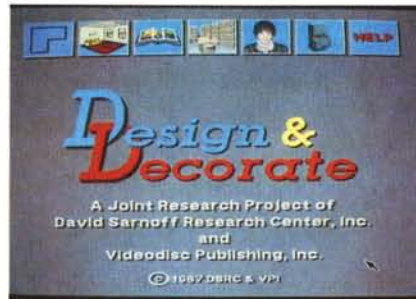 HELP
Design &
Decorate
A Joint Research Project of
David Sarnoff Research Center, Inc.
and
Videodisc Publishing, Inc.
©1987 DSRC & VPI